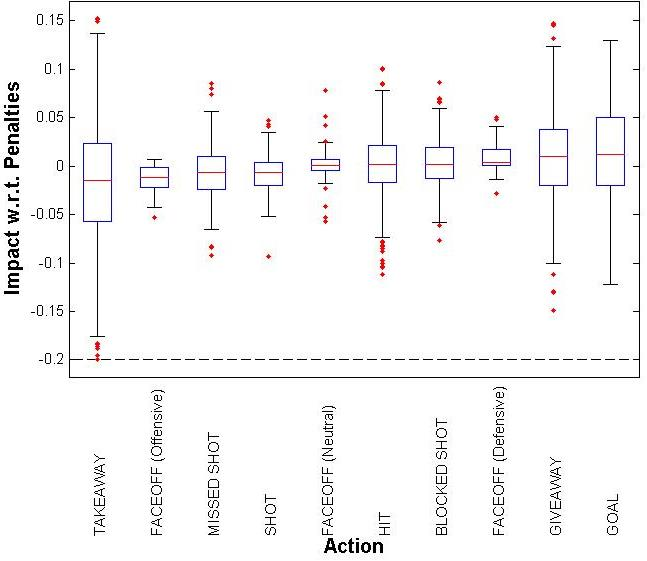 Impact w.r.t. Penalties
0.15
0.1
0.05
0
-0.05
-0.1
-0.15
-0.2
TAKEAWAY
FACEOFF (Offensive)
MISSED SHOT
SHOT
FACEOFF (Neutral)
HIT
BLOCKED SHOT
FACEOFF (Defensive)
GIVEAWAY
GOAL
Action